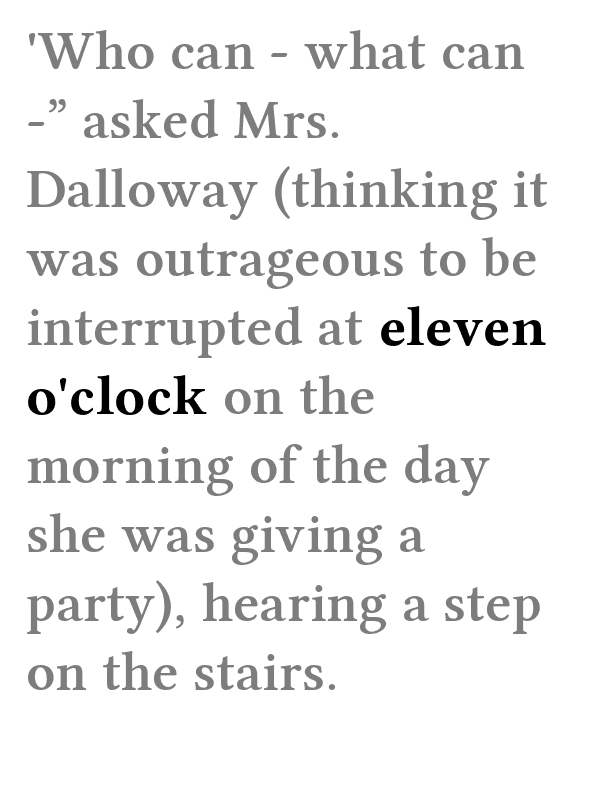 'Who can - what can
-” asked Mrs.
Dalloway (thinking it
was outrageous to be
interrupted at eleven
o'clock on the
morning of the day
she was giving a
party), hearing a step
on the stairs.